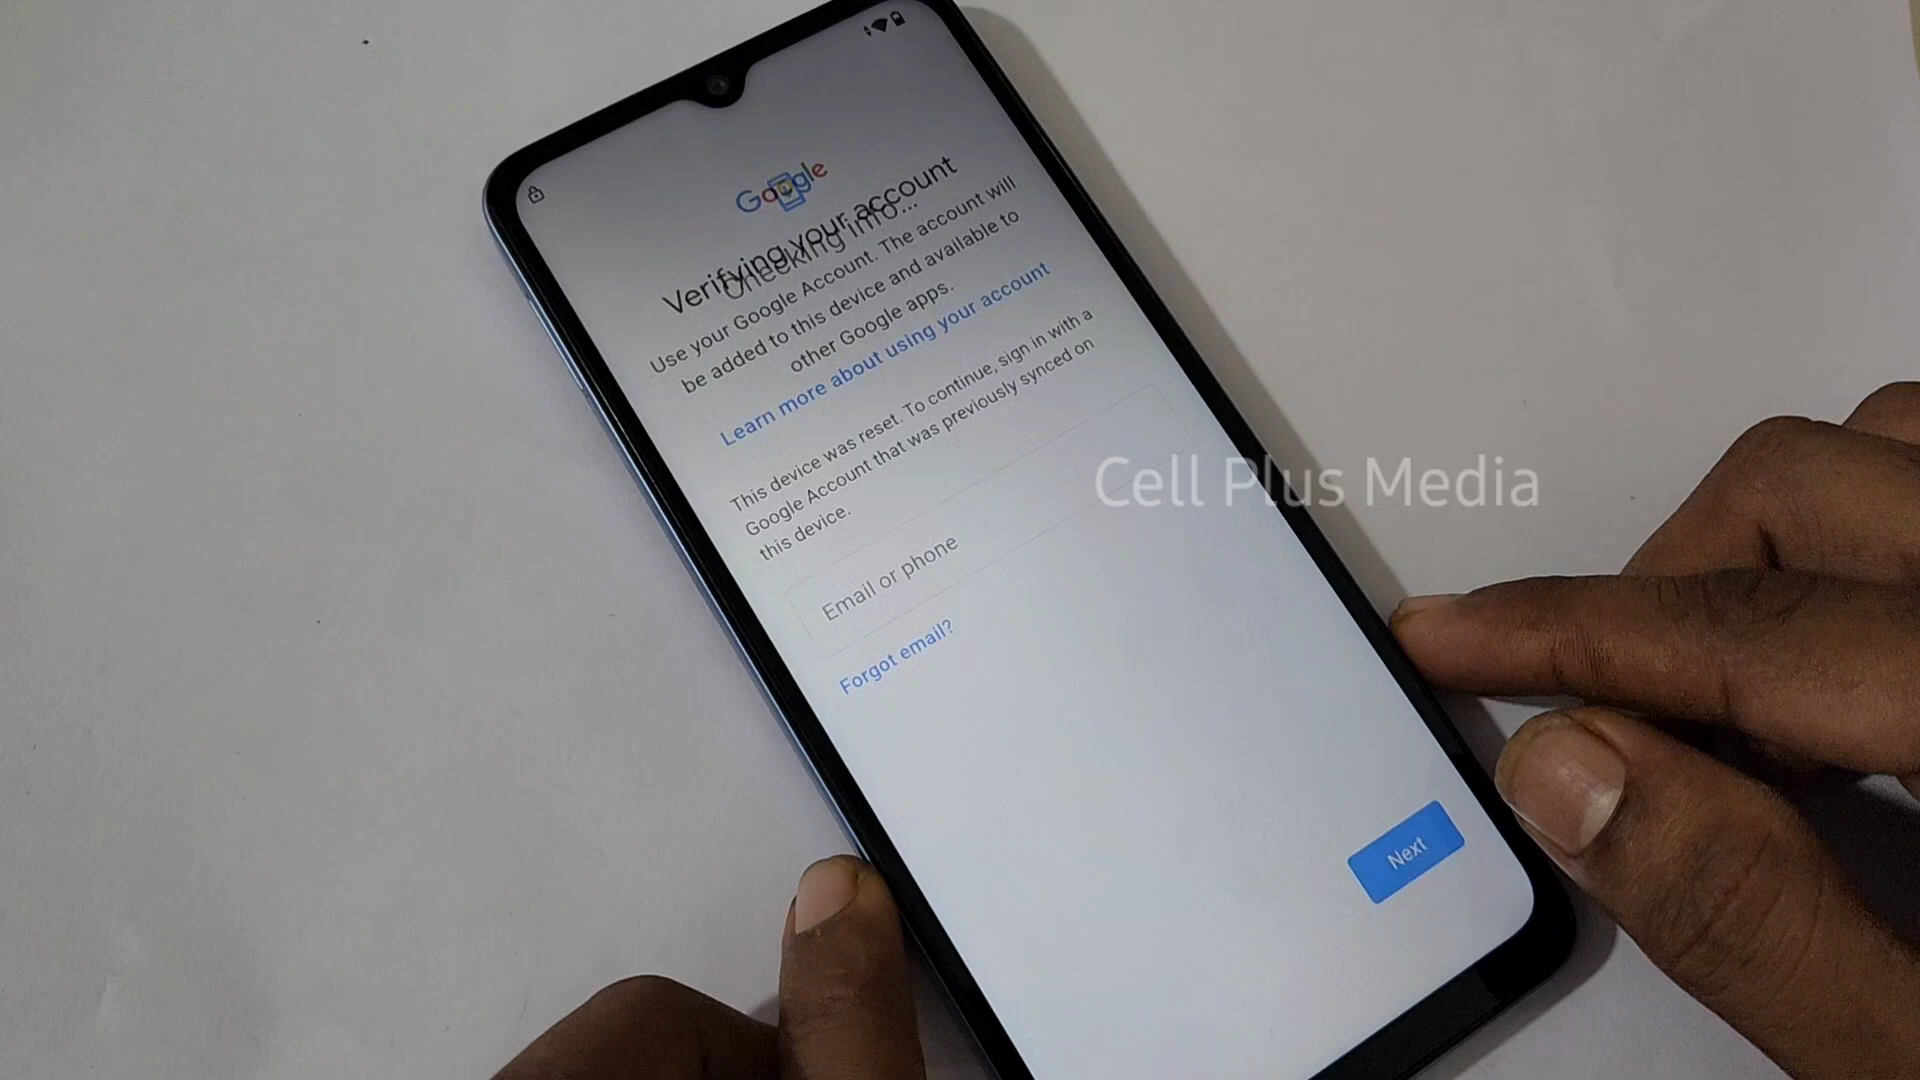 Google
Verifying your account
Checking info...
Use your Google Account. The account will
be added to this device and available to
other Google apps.
Learn more about using your account
This device was reset. To continue, sign in with a
Google Account that was previously synced on
this device.
Email or phone
Forgot email?
Next
Cell Plus Media